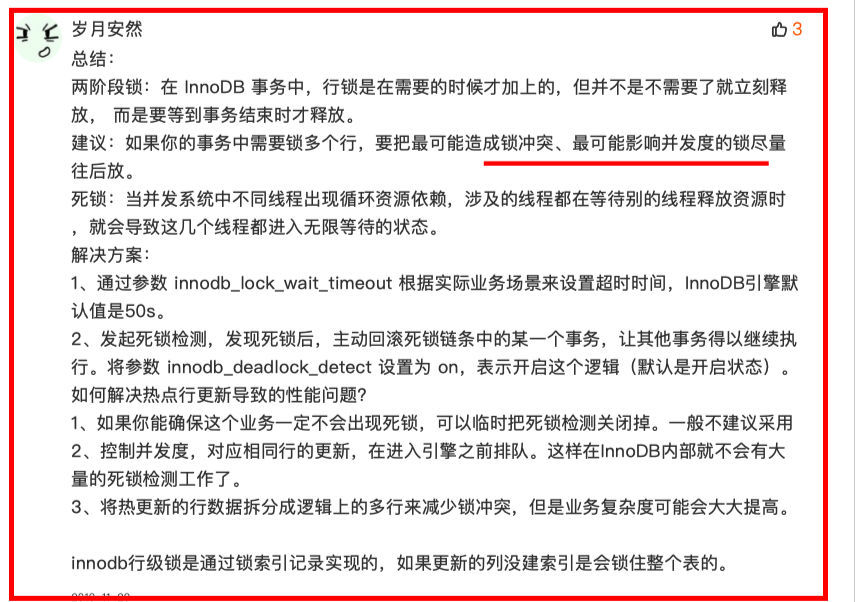 岁月安然
3
总结：
两阶段锁：在 InnoDB 事务中，行锁是在需要的时候才加上的，但并不是不需要了就立刻释
放， 而是要等到事务结束时才释放。
建议：如果你的事务中需要锁多个行，要把最可能造成锁冲突、最可能影响并发度的锁尽量
往后放。
死锁：当并发系统中不同线程出现循环资源依赖，涉及的线程都在等待别的线程释放资源时
，就会导致这几个线程都进入无限等待的状态。
解决方案：
1、通过参数 innodb_lock_wait_timeout 根据实际业务场景来设置超时时间，InnoDB引擎默
认值是50s。
2、发起死锁检测，发现死锁后，主动回滚死锁链条中的某一个事务，让其他事务得以继续执
行。将参数 innodb_deadlock_detect 设置为 on，表示开启这个逻辑（默认是开启状态）。
如何解决热点行更新导致的性能问题？
1、如果你能确保这个业务一定不会出现死锁，可以临时把死锁检测关闭掉。一般不建议采用
2、控制并发度，对应相同行的更新，在进入引擎之前排队。这样在InnoDB内部就不会有大
量的死锁检测工作了。
3、将热更新的行数据拆分成逻辑上的多行来减少锁冲突，但是业务复杂度可能会大大提高。
innodb行级锁是通过锁索引记录实现的，如果更新的列没建索引是会锁住整个表的。